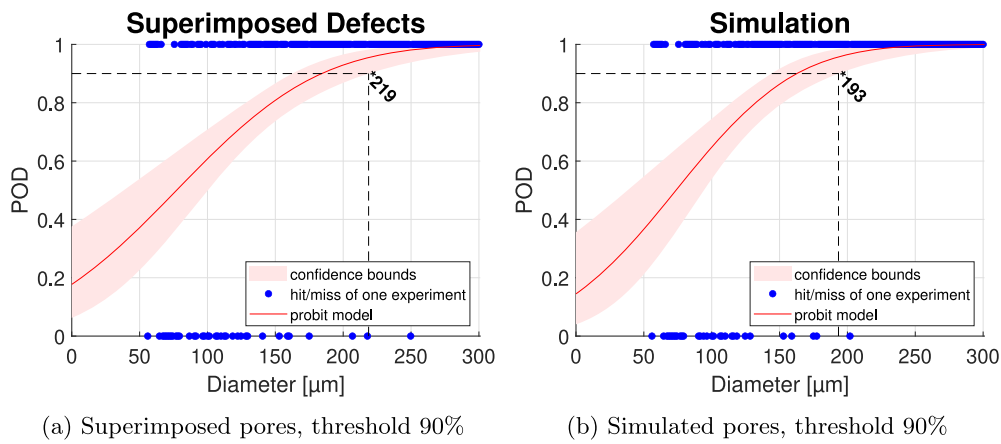 Superimposed Defects
1
0.8
0.6
0.4
0.2
0
POD
*219
confidence bounds
hit/miss of one experiment
probit model
0 50 100 150 200 250 300
Diameter [µm]
(a) Superimposed pores, threshold 90%
Simulation
1
0.8
0.6
0.4
0.2
0
POD
*193
confidence bounds
hit/miss of one experiment
probit model
0 50 100 150 200 250 300
Diameter [µm]
(b) Simulated pores, threshold 90%